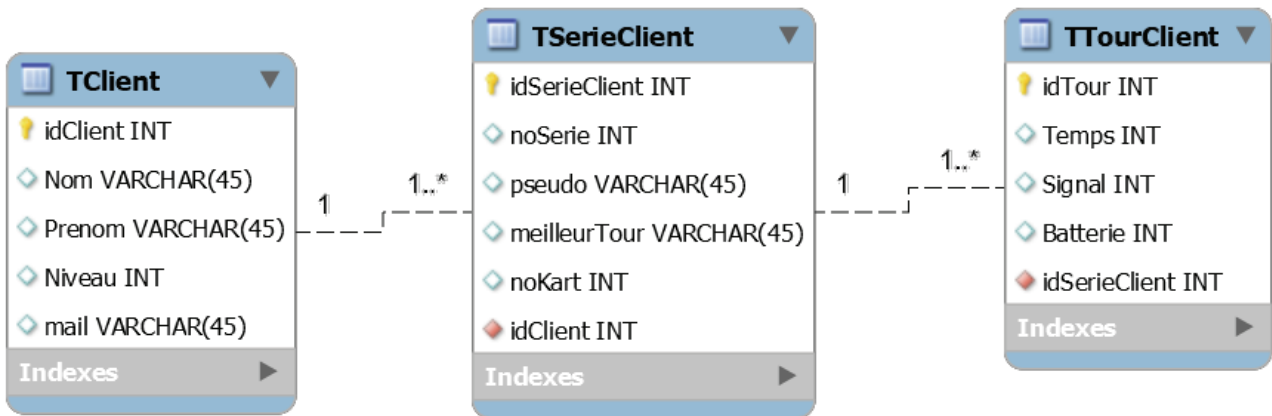 TClient
idClient INT
Nom VARCHAR(45)
Prenom VARCHAR(45)
Niveau INT
mail VARCHAR(45)
Indexes
1
1..*
TSerieClient
idSerieClient INT
noSerie INT
pseudo VARCHAR(45)
meilleurTour VARCHAR(45)
noKart INT
idClient INT
Indexes
1
1..*
TTourClient
idTour INT
Temps INT
Signal INT
Batterie INT
idSerieClient INT
Indexes